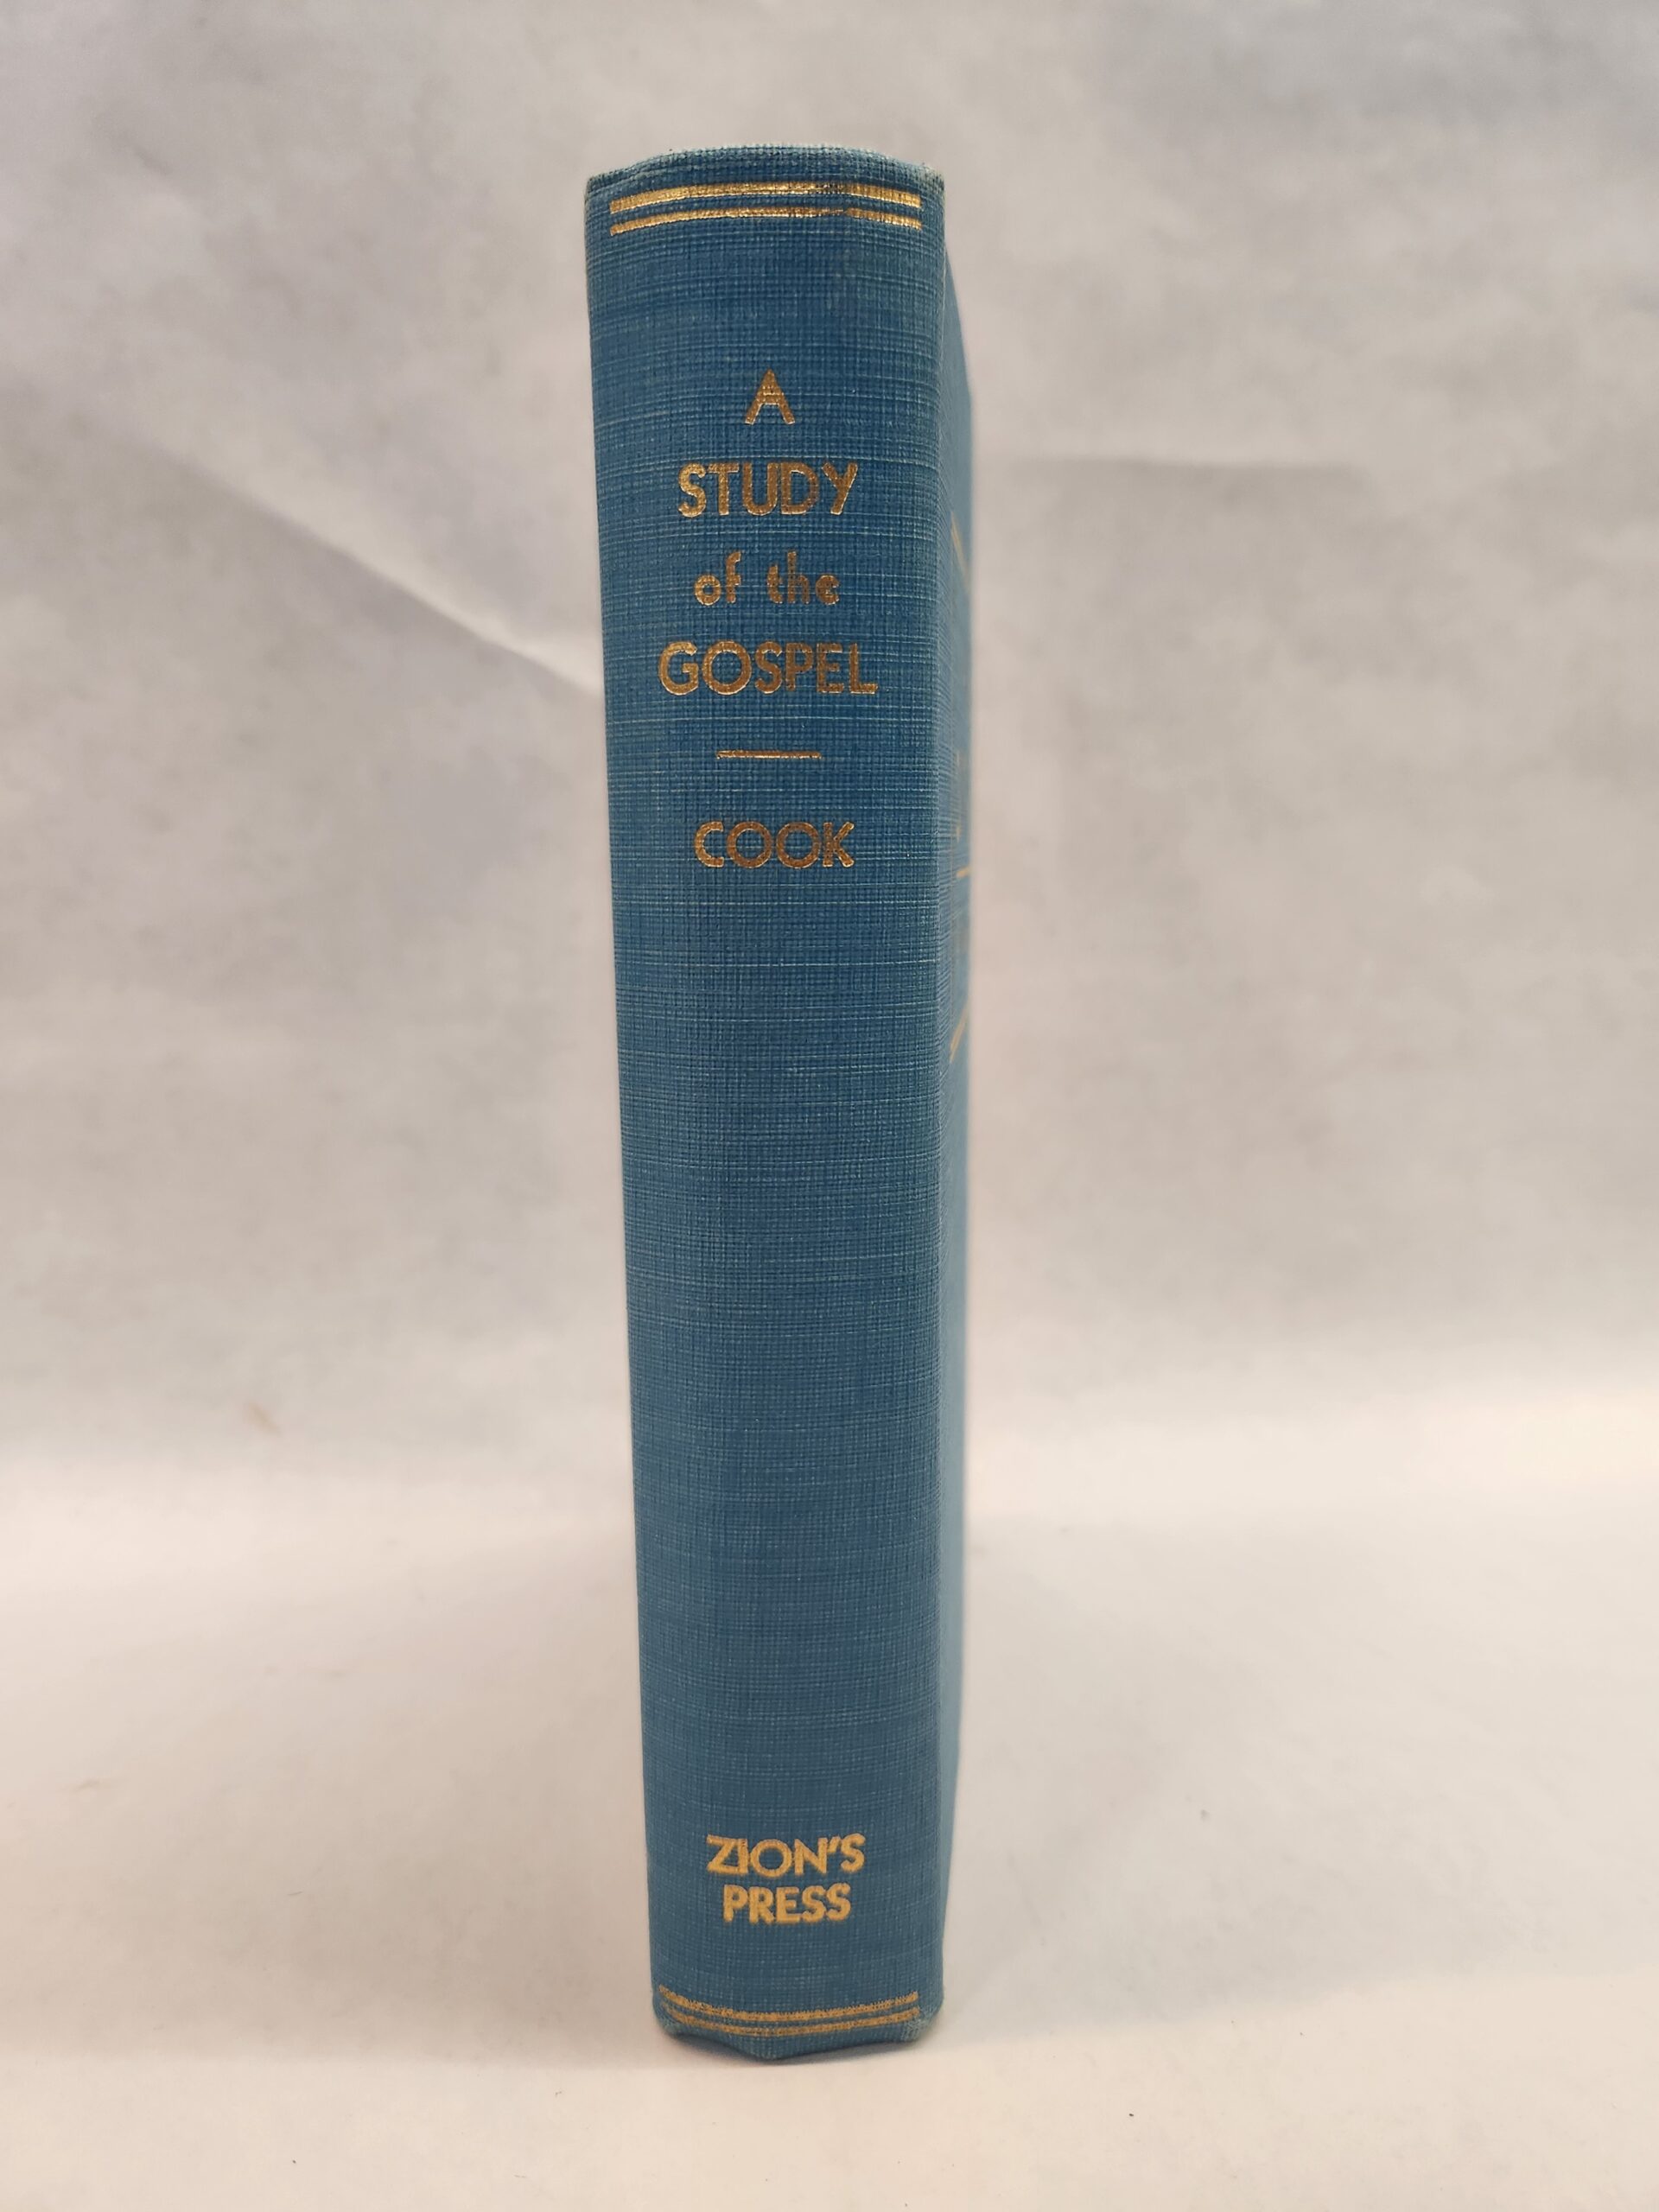 A
STUDY
of the
GOSPEL
COOK
ZION'S
PRESS